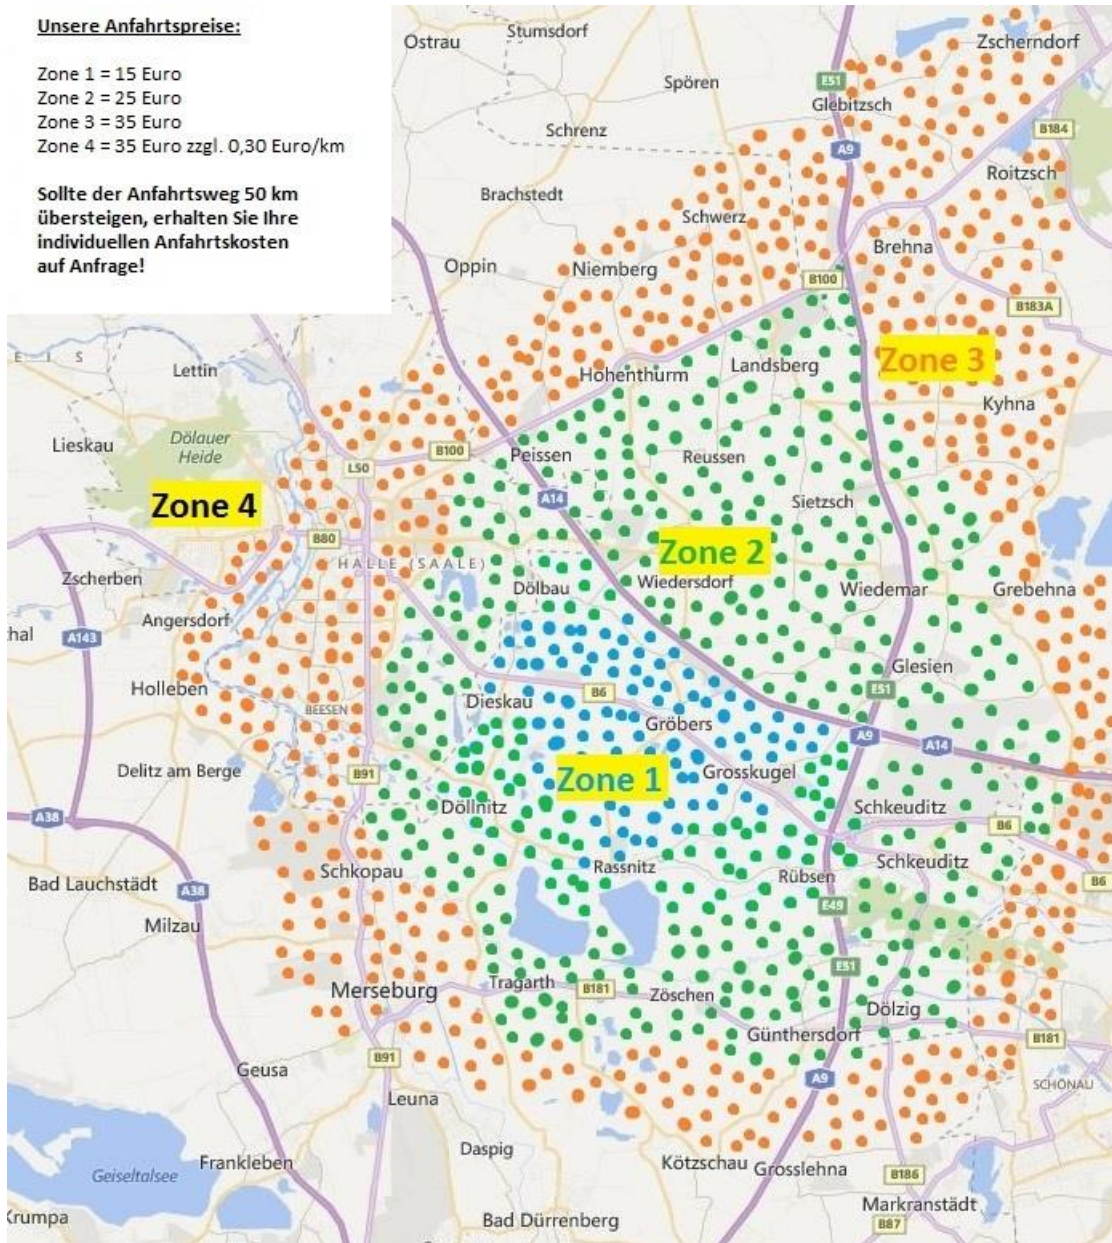 Unsere Anfahrtspreise:
Zone 1 = 15 Euro
Zone 2 = 25 Euro
Zone 3 = 35 Euro
Zone 4 = 35 Euro zzgl. 0,30 Euro/km
Sollte der Anfahrtsweg 50 km
übersteigen, erhalten Sie Ihre
individuellen Anfahrtskosten
auf Anfrage!
Stumsdorf
Ostrau
Zscherndorf
Spören
E51
Glebitzsch
Schrenz
B184
A9
Roitzsch
Brachstedt
Schwerz
Brehna
Oppin
Niemberg
B100
B183A
E I S
Lettin
Landsberg
Zone 3
Hohenthurm
Kyhna
Dölauer
Heide
Lieskau
B100
Peissen
Reussen
L50
A14
Sietzsch
Zone 4
B80
Zone 2
HALLE (SAALE)
Zscherben
Dölbau
Wiedersdorf
Wiedemar
Grebehna
Angersdorf
thal
A143
Glesien
Holleben
B6
E51
Dieskau
BEESEN
Gröbers
A9
A14
Delitz am Berge
B91
Zone 1
Grosskugel
Döllnitz
Schkeuditz
A38
B6
Schkopau
Rassnitz
Rübsen
Schkeuditz
Bad Lauchstädt
A38
B6
E49
Milzau
E51
Tragarth
Merseburg
B181
Zöschen
Dölzig
Günthersdorf
B181
B91
Geusa
A9
SCHÖNAU
Leuna
Daspig
Frankleben
Kötzschau
Grosslehna
B186
Geiseltalsee
Markranstädt
Krumpa
Bad Dürrenberg
B87